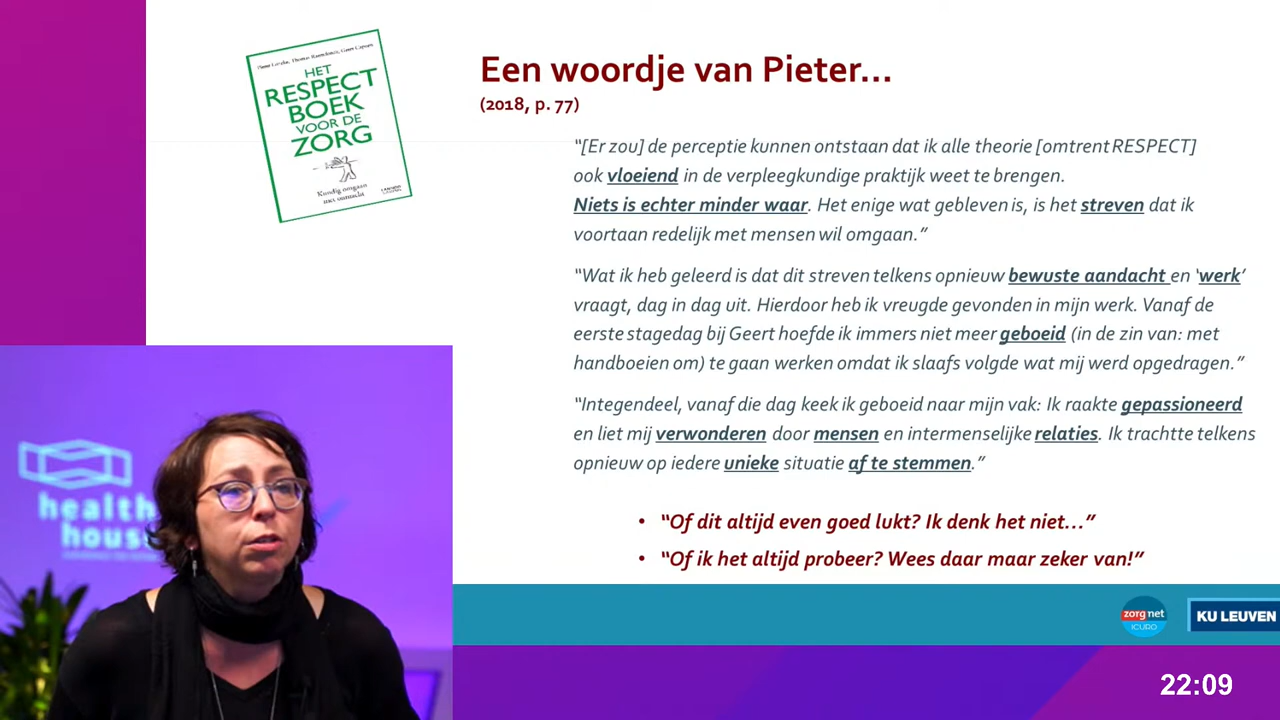 HET
RESPECT
BOEK
VOOR DE
ZORG
Kundig omgaan
met onmacht
Een woordje van Pieter...
(2018, p. 77)
“[Er zou] de perceptie kunnen ontstaan dat ik alle theorie [omtrent RESPECT]
ook vloeiend in de verpleegkundige praktijk weet te brengen.
Niets is echter minder waar. Het enige wat gebleven is, is het streven dat ik
voortaan redelijk met mensen wil omgaan.”
“Wat ik heb geleerd is dat dit streven telkens opnieuw bewuste aandacht en ‘werk’
vraagt, dag in dag uit. Hierdoor heb ik vreugde gevonden in mijn werk. Vanaf de
eerste stagedag bij Geert hoefde ik immers niet meer geboeid (in de zin van: met
handboeien om) te gaan werken omdat ik slaafs volgde wat mij werd opgedragen.”
“Integendeel, vanaf die dag keek ik geboeid naar mijn vak: Ik raakte gepassioneerd
en liet mij verwonderen door mensen en intermenselijke relaties. Ik trachtte telkens
opnieuw op iedere unieke situatie af te stemmen.”
• “Of dit altijd even goed lukt? Ik denk het niet...”
• “Of ik het altijd probeer? Wees daar maar zeker van!”
health
house
zorgnet
ICURO
KU LEUVEN
22:09